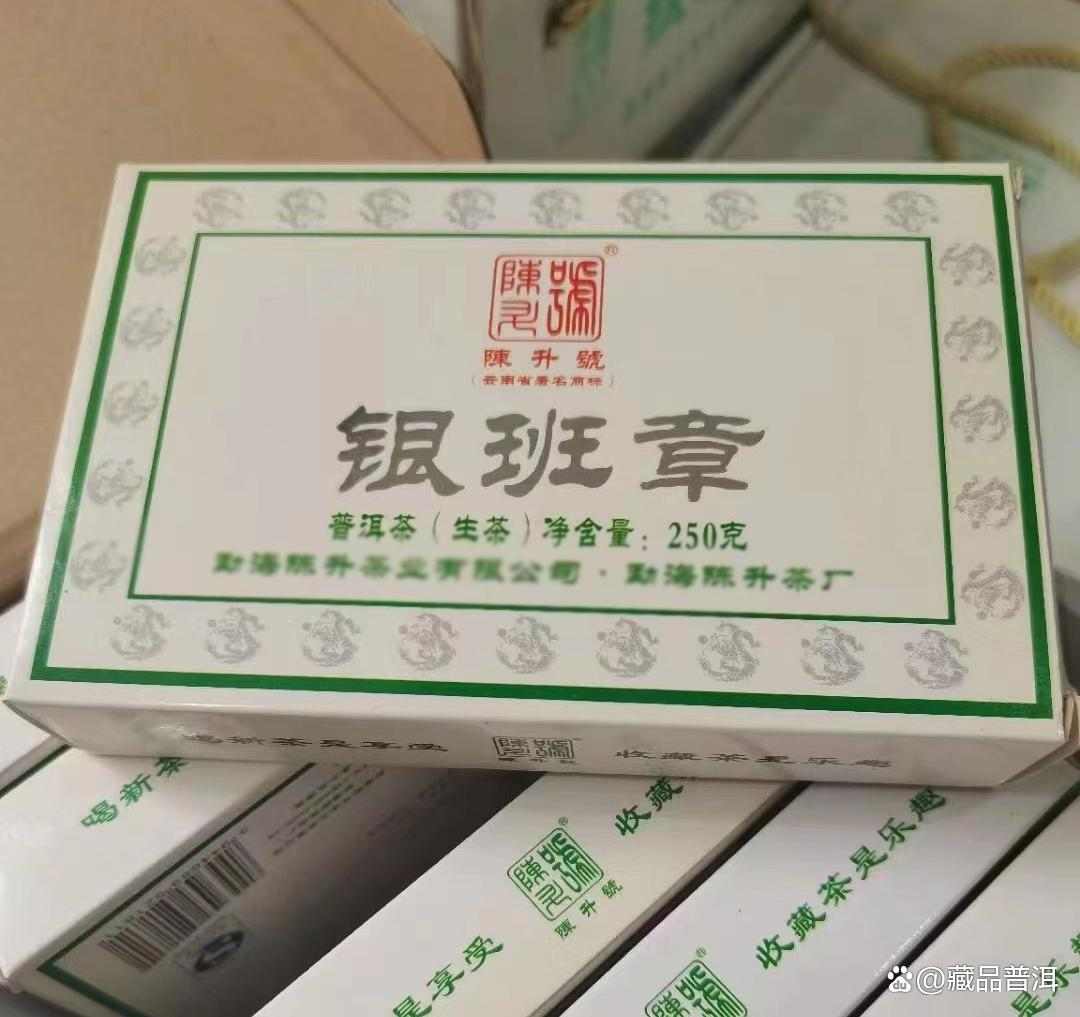 陳升號
®
陳升號
（云南省著名商标）
银班章
普洱茶（生茶）净含量：250克
勐海陈升茶业有限公司·勐海陈升茶厂
喝新茶
收藏
陳升號
®
陳升號
收藏茶是乐趣
是享受
®
是乐趣
@藏品普洱